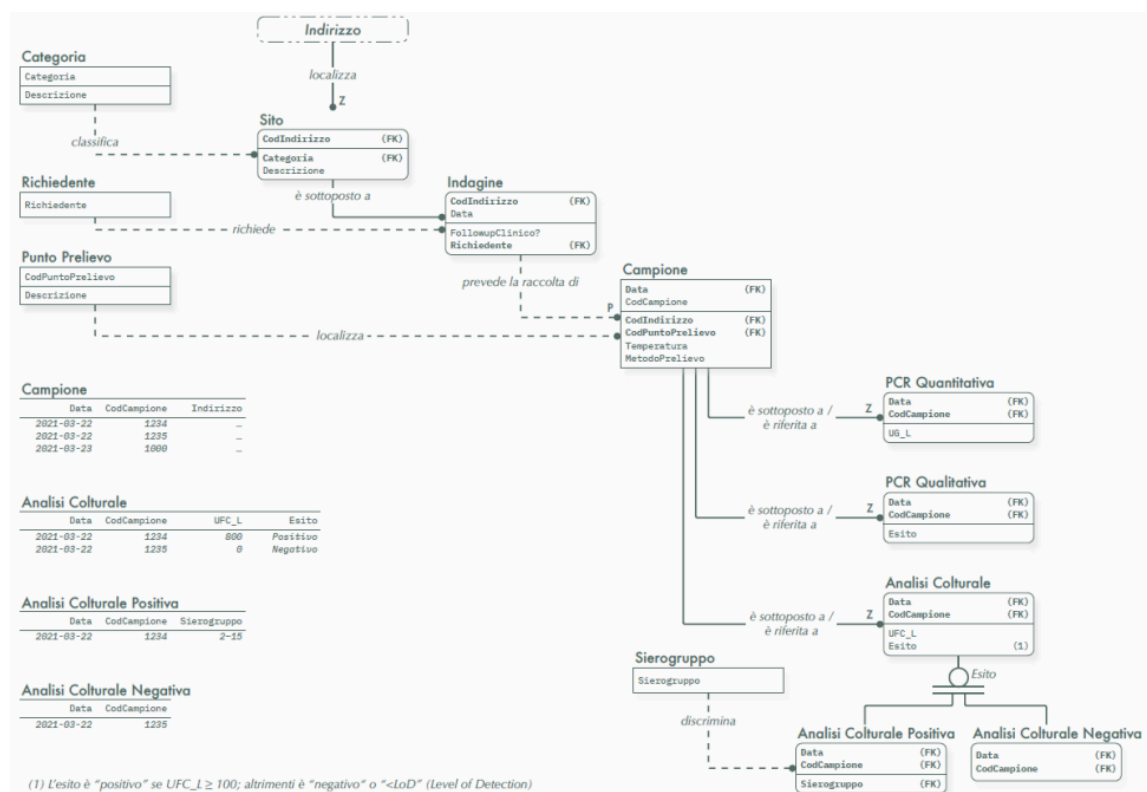 Indirizzo
localizza
Z
Categoria
Categoria
Descrizione
classifica
Sito
CodIndirizzo (FK)
Categoria (FK)
Descrizione
è sottoposto a
Richiedente
Richiedente
richiede
Indagine
CodIndirizzo (FK)
Data
FollowupClinico?
Richiedente (FK)
prevede la raccolta di
P
Punto Prelievo
CodPuntoPrelievo
Descrizione
localizza
Campione
Data (FK)
CodCampione
CodIndirizzo (FK)
CodPuntoPrelievo (FK)
Temperatura
MetodoPrelievo
è sottoposto a /
è riferita a
Z
PCR Quantitativa
Data (FK)
CodCampione (FK)
UG_L
è sottoposto a /
è riferita a
Z
PCR Qualitativa
Data (FK)
CodCampione (FK)
Esito
è sottoposto a /
è riferita a
Z
Analisi Colturale
Data (FK)
CodCampione (FK)
UFC_L
Esito (1)
Esito
Sierogruppo
Sierogruppo
discrimina
Analisi Colturale Positiva
Data (FK)
CodCampione (FK)
Sierogruppo (FK)
Analisi Colturale Negativa
Data (FK)
CodCampione (FK)
Campione
Data CodCampione Indirizzo
2021-03-22 1234 …
2021-03-22 1235 …
2021-03-23 1000 …
Analisi Colturale
Data CodCampione UFC_L Esito
2021-03-22 1234 800 Positivo
2021-03-22 1235 0 Negativo
Analisi Colturale Positiva
Data CodCampione Sierogruppo
2021-03-22 1234 2-15
Analisi Colturale Negativa
Data CodCampione
2021-03-22 1235
(1) L'esito è "positivo" se UFC_L ≥ 100; altrimenti è "negativo" o "<LoD" (Level of Detection)